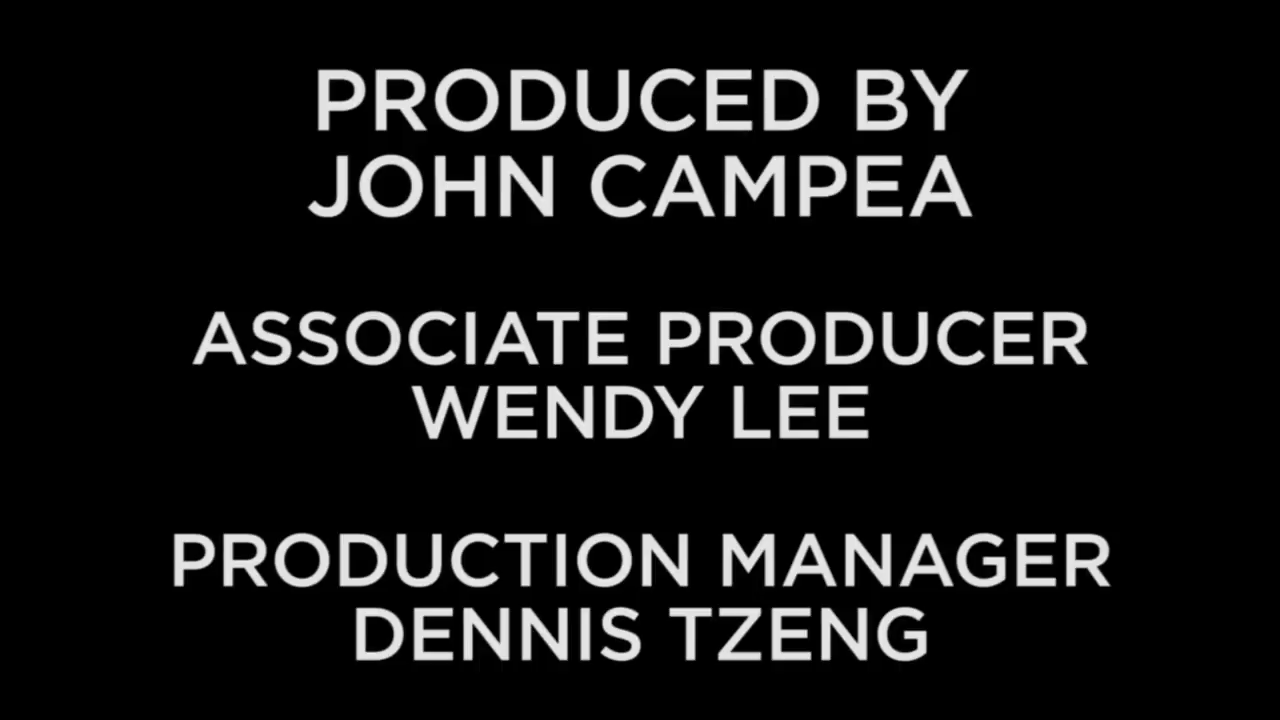 PRODUCED BY
JOHN CAMPEA
ASSOCIATE PRODUCER
WENDY LEE
PRODUCTION MANAGER
DENNIS TZENG